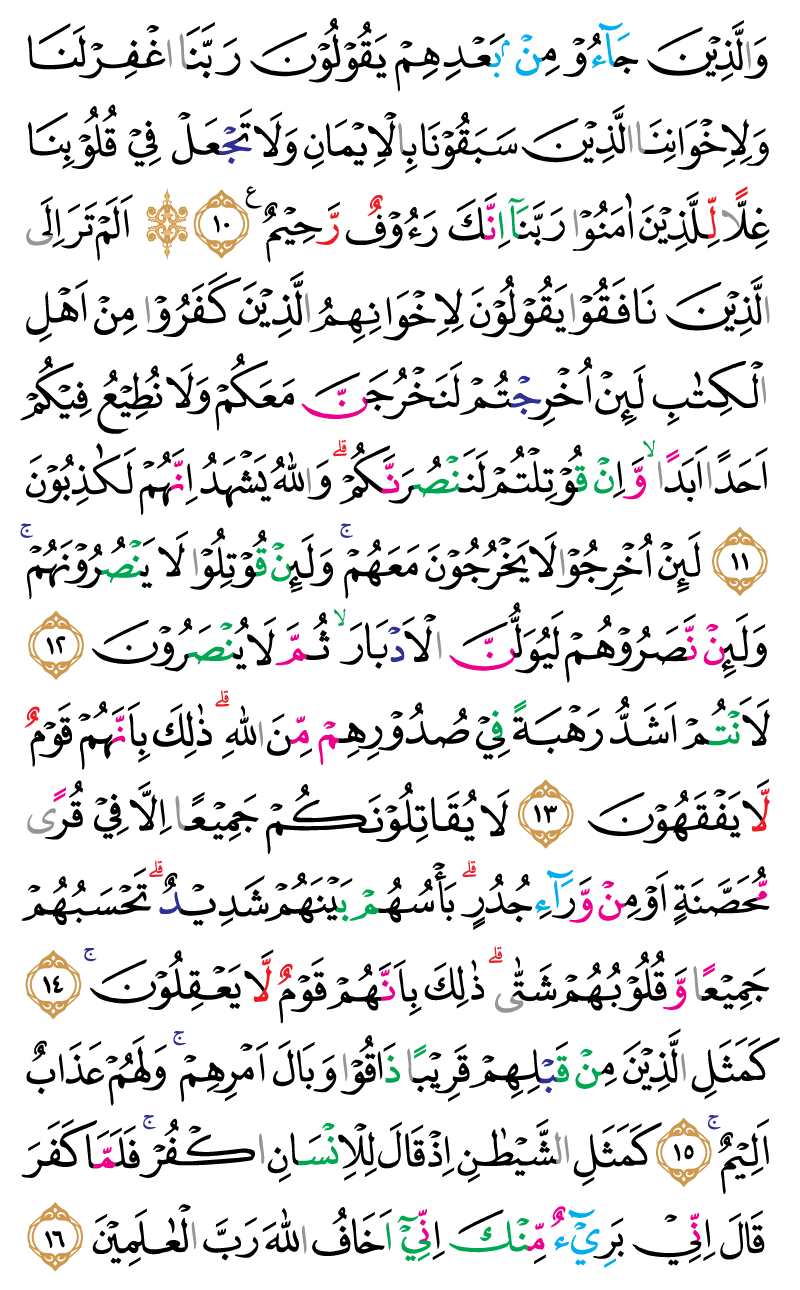 وَالَّذِيْنَ جَآءُوْ مِنْۢ بَعْدِهِمْ يَقُوْلُوْنَ رَبَّنَا اغْفِرْلَنَا
وَلِاِخْوَانِنَا الَّذِيْنَ سَبَقُوْنَا بِالْاِيْمَانِ وَلَا تَجْعَلْ فِيْ قُلُوْبِنَا
غِلًّا لِّلَّذِيْنَ اٰمَنُوْا رَبَّنَآ اِنَّكَ رَءُوْفٌ رَّحِيْمٌ ࣖ ١٠ ۞ اَلَمْ تَرَ اِلَى
الَّذِيْنَ نَافَقُوْا يَقُوْلُوْنَ لِاِخْوَانِهِمُ الَّذِيْنَ كَفَرُوْا مِنْ اَهْلِ
الْكِتٰبِ لَىِٕنْ اُخْرِجْتُمْ لَنَخْرُجَنَّ مَعَكُمْ وَلَا نُطِيْعُ فِيْكُمْ
اَحَدًا اَبَدًاۙ وَّاِنْ قُوْتِلْتُمْ لَنَنْصُرَنَّكُمْۗ وَاللّٰهُ يَشْهَدُ اِنَّهُمْ لَكٰذِبُوْنَ
١١ لَىِٕنْ اُخْرِجُوْا لَا يَخْرُجُوْنَ مَعَهُمْۚ وَلَىِٕنْ قُوْتِلُوْا لَا يَنْصُرُوْنَهُمْۚ
وَلَىِٕنْ نَّصَرُوْهُمْ لَيُوَلُّنَّ الْاَدْبَارَۙ ثُمَّ لَا يُنْصَرُوْنَ ١٢
لَاَنْتُمْ اَشَدُّ رَهْبَةً فِيْ صُدُوْرِهِمْ مِّنَ اللّٰهِۗ ذٰلِكَ بِاَنَّهُمْ قَوْمٌ
لَّا يَفْقَهُوْنَ ١٣ لَا يُقَاتِلُوْنَكُمْ جَمِيْعًا اِلَّا فِيْ قُرًى
مُّحَصَّنَةٍ اَوْ مِنْ وَّرَآءِ جُدُرٍۗ بَأْسُهُمْ بَيْنَهُمْ شَدِيْدٌۗ تَحْسَبُهُمْ
جَمِيْعًا وَّقُلُوْبُهُمْ شَتّٰىۗ ذٰلِكَ بِاَنَّهُمْ قَوْمٌ لَّا يَعْقِلُوْنَۚ ١٤
كَمَثَلِ الَّذِيْنَ مِنْ قَبْلِهِمْ قَرِيْبًا ذَاقُوْا وَبَالَ اَمْرِهِمْۚ وَلَهُمْ عَذَابٌ
اَلِيْمٌۚ ١٥ كَمَثَلِ الشَّيْطٰنِ اِذْ قَالَ لِلْاِنْسَانِ اكْفُرْۚ فَلَمَّا كَفَرَ
قَالَ اِنِّيْ بَرِيْۤءٌ مِّنْكَ اِنِّيْٓ اَخَافُ اللّٰهَ رَبَّ الْعٰلَمِيْنَ ١٦